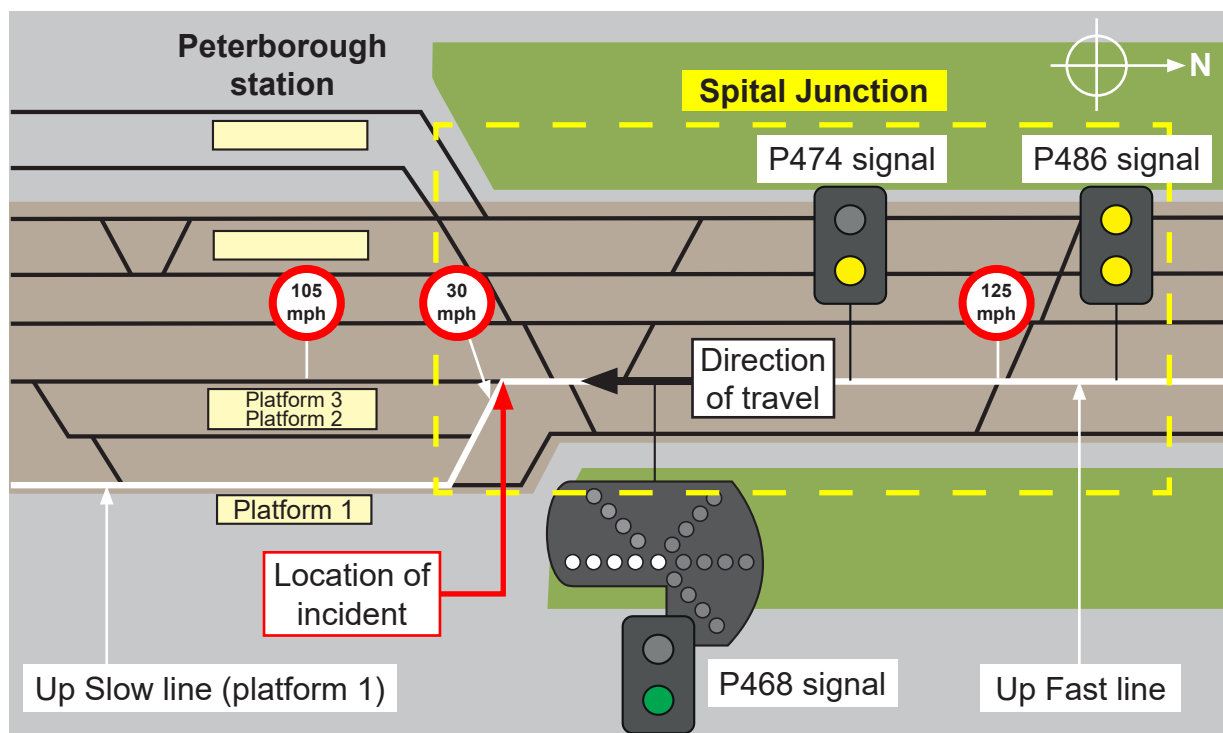 Peterborough
station
Spital Junction
N
P474 signal
P486 signal
105
mph
30
mph
125
mph
Direction
of travel
Platform 3
Platform 2
Platform 1
Location of
incident
Up Slow line (platform 1)
P468 signal
Up Fast line